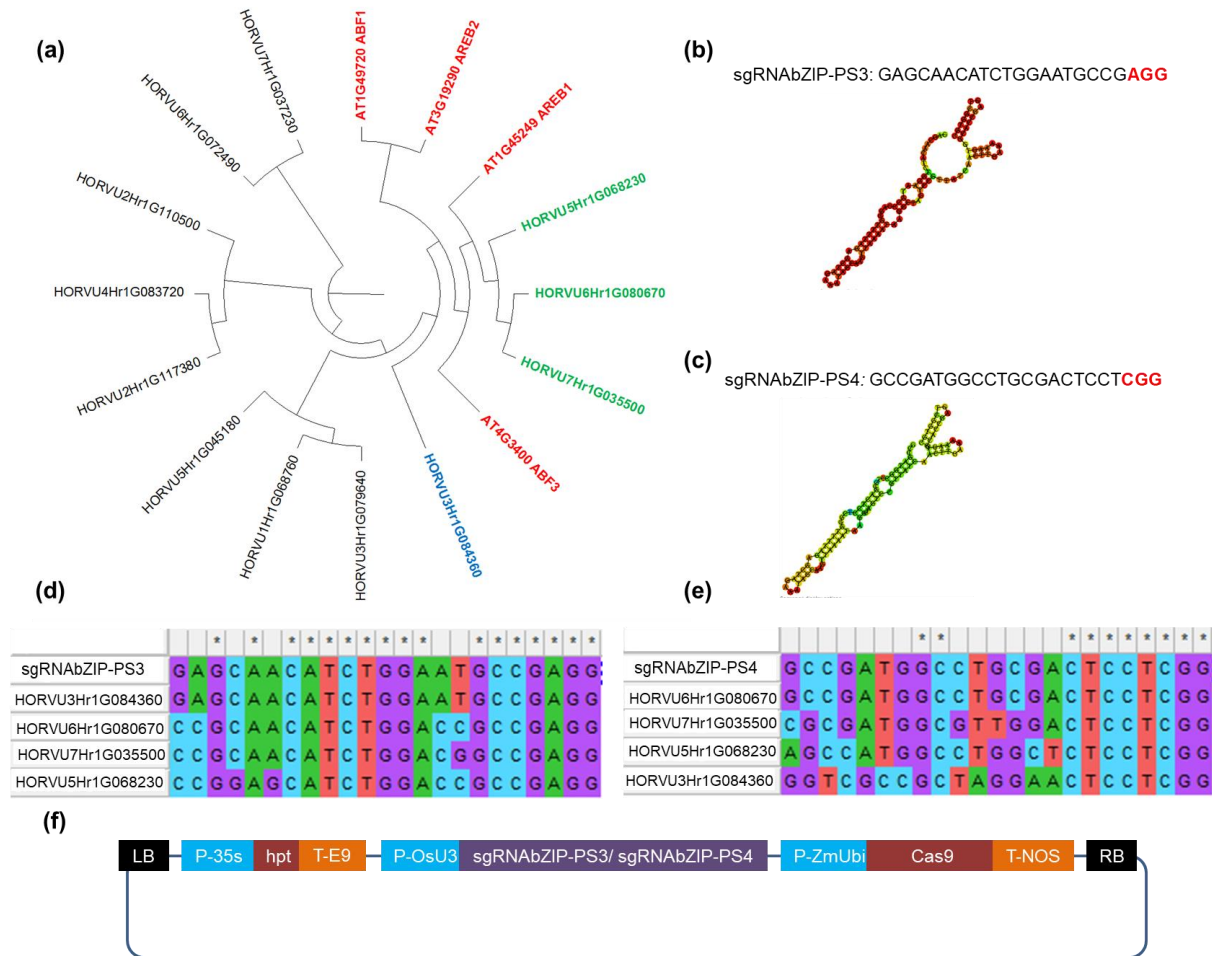 (a)
HORVU7Hr1G037230
HORVU6Hr1G072490
HORVU2Hr1G110500
HORVU4Hr1G083720
HORVU2Hr1G117380
HORVU5Hr1G045180
HORVU1Hr1G068760
HORVU3Hr1G079640
HORVU3Hr1G084360
AT4G3400 ABF3
HORVU7Hr1G035500
HORVU6Hr1G080670
HORVU5Hr1G068230
AT1G45249 AREB1
AT3G19290 AREB2
AT1G49720 ABF1
(b)
sgRNAbZIP-PS3: GAGCAACATCTGGAATGCCGAGG
(c)
sgRNAbZIP-PS4: GCCGATGGCCTGCGACTCCTCGG
(d)
* * * * * * * * * * * * * * * * *
sgRNAbZIP-PS3 GAGCAACATCTGGAATGCCGAGG
HORVU3Hr1G084360 GAGCAACATCTGGAATGCCGAGG
HORVU6Hr1G080670 CCGCAACATCTGGACCGCCGAGG
HORVU7Hr1G035500 CCGCAACATCTGGACGGCCGAGG
HORVU5Hr1G068230 CCGGAGCATCTGGACCGCCGAGG
(e)
* * * * * * * * * *
sgRNAbZIP-PS4 GCCGATGGCCTGCGACTCCTCGG
HORVU6Hr1G080670 GCCGATGGCCTGCGACTCCTCGG
HORVU7Hr1G035500 CGCGATGGCGTTGGACTCCTCGG
HORVU5Hr1G068230 AGCCATGGCCTGGCTCTCCTCGG
HORVU3Hr1G084360 GGTCGCCGCTAGGAACTCCTCGG
(f)
LB P-35s hpt T-E9 P-OsU3 sgRNAbZIP-PS3/ sgRNAbZIP-PS4 P-ZmUbi Cas9 T-NOS RB